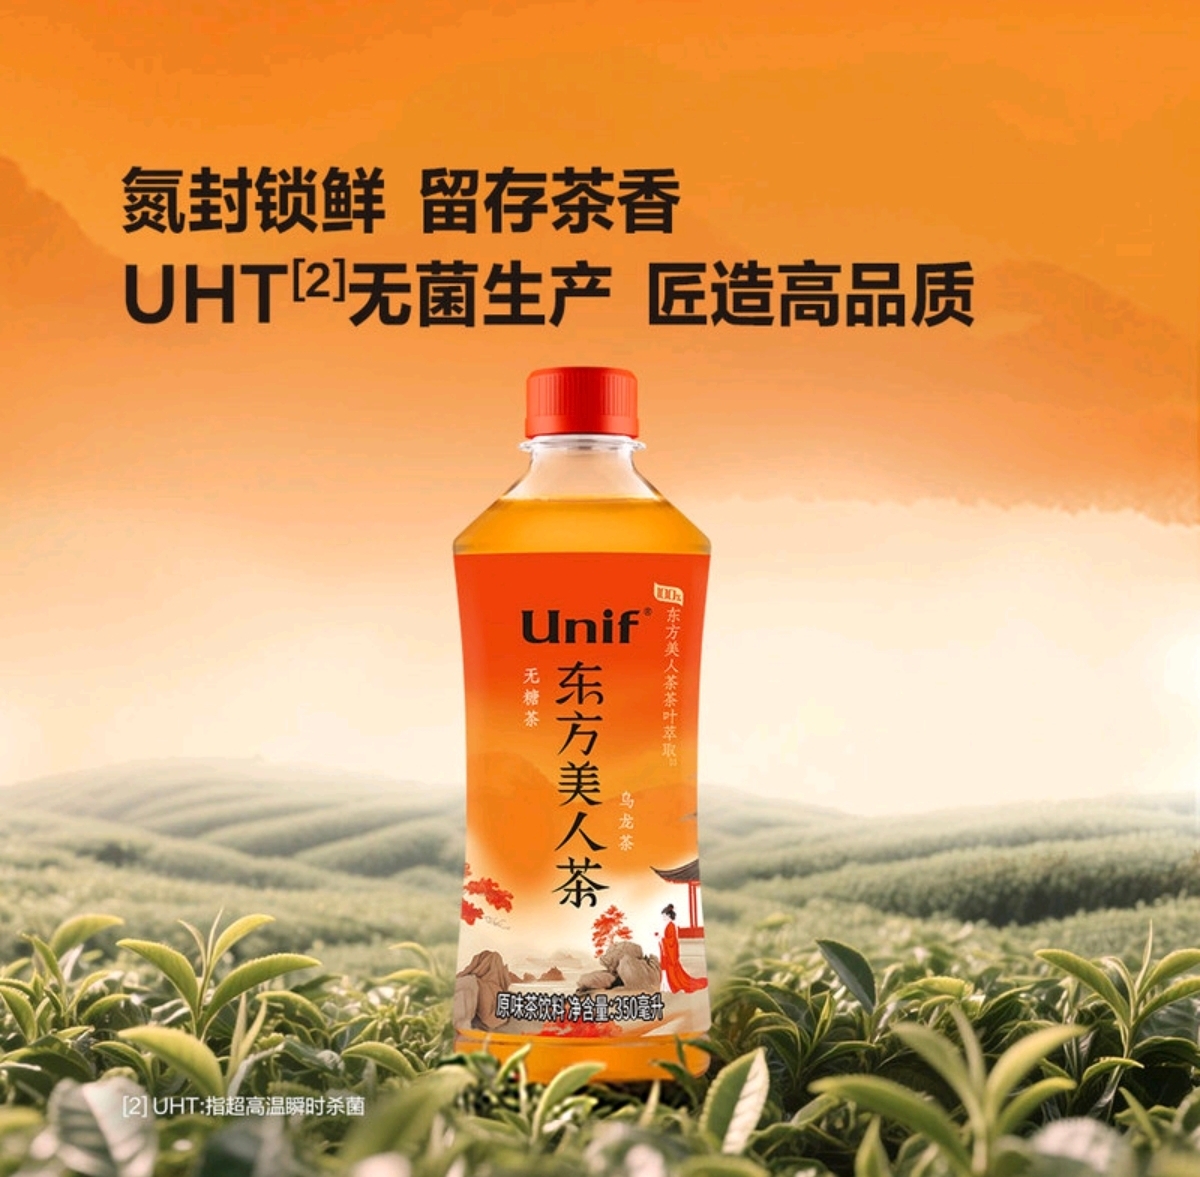 氮封锁鲜 留存茶香
UHT[2]无菌生产 匠造高品质
100%
东方美人茶茶叶萃取
Unif®
无糖茶
东方美人茶
乌龙茶
原味茶饮料 净含量:350毫升
[2] UHT:指超高温瞬时杀菌